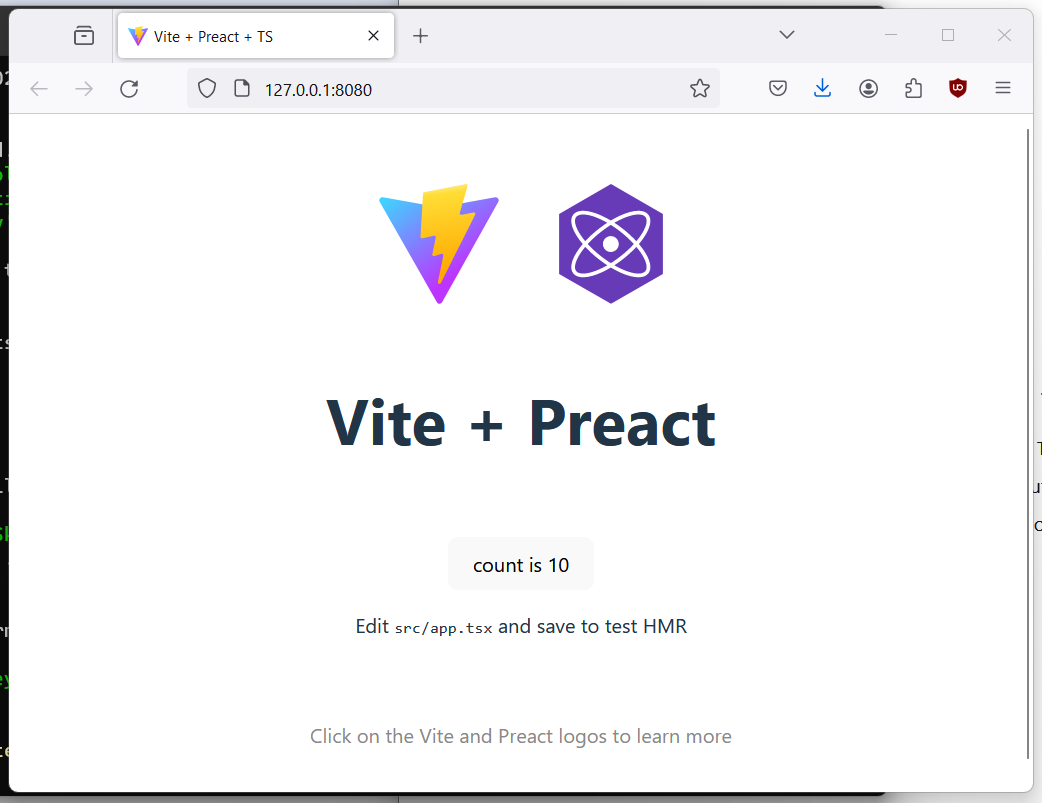 Vite + Preact + TS
127.0.0.1:8080
Vite + Preact
count is 10
Edit src/app.tsx and save to test HMR
Click on the Vite and Preact logos to learn more